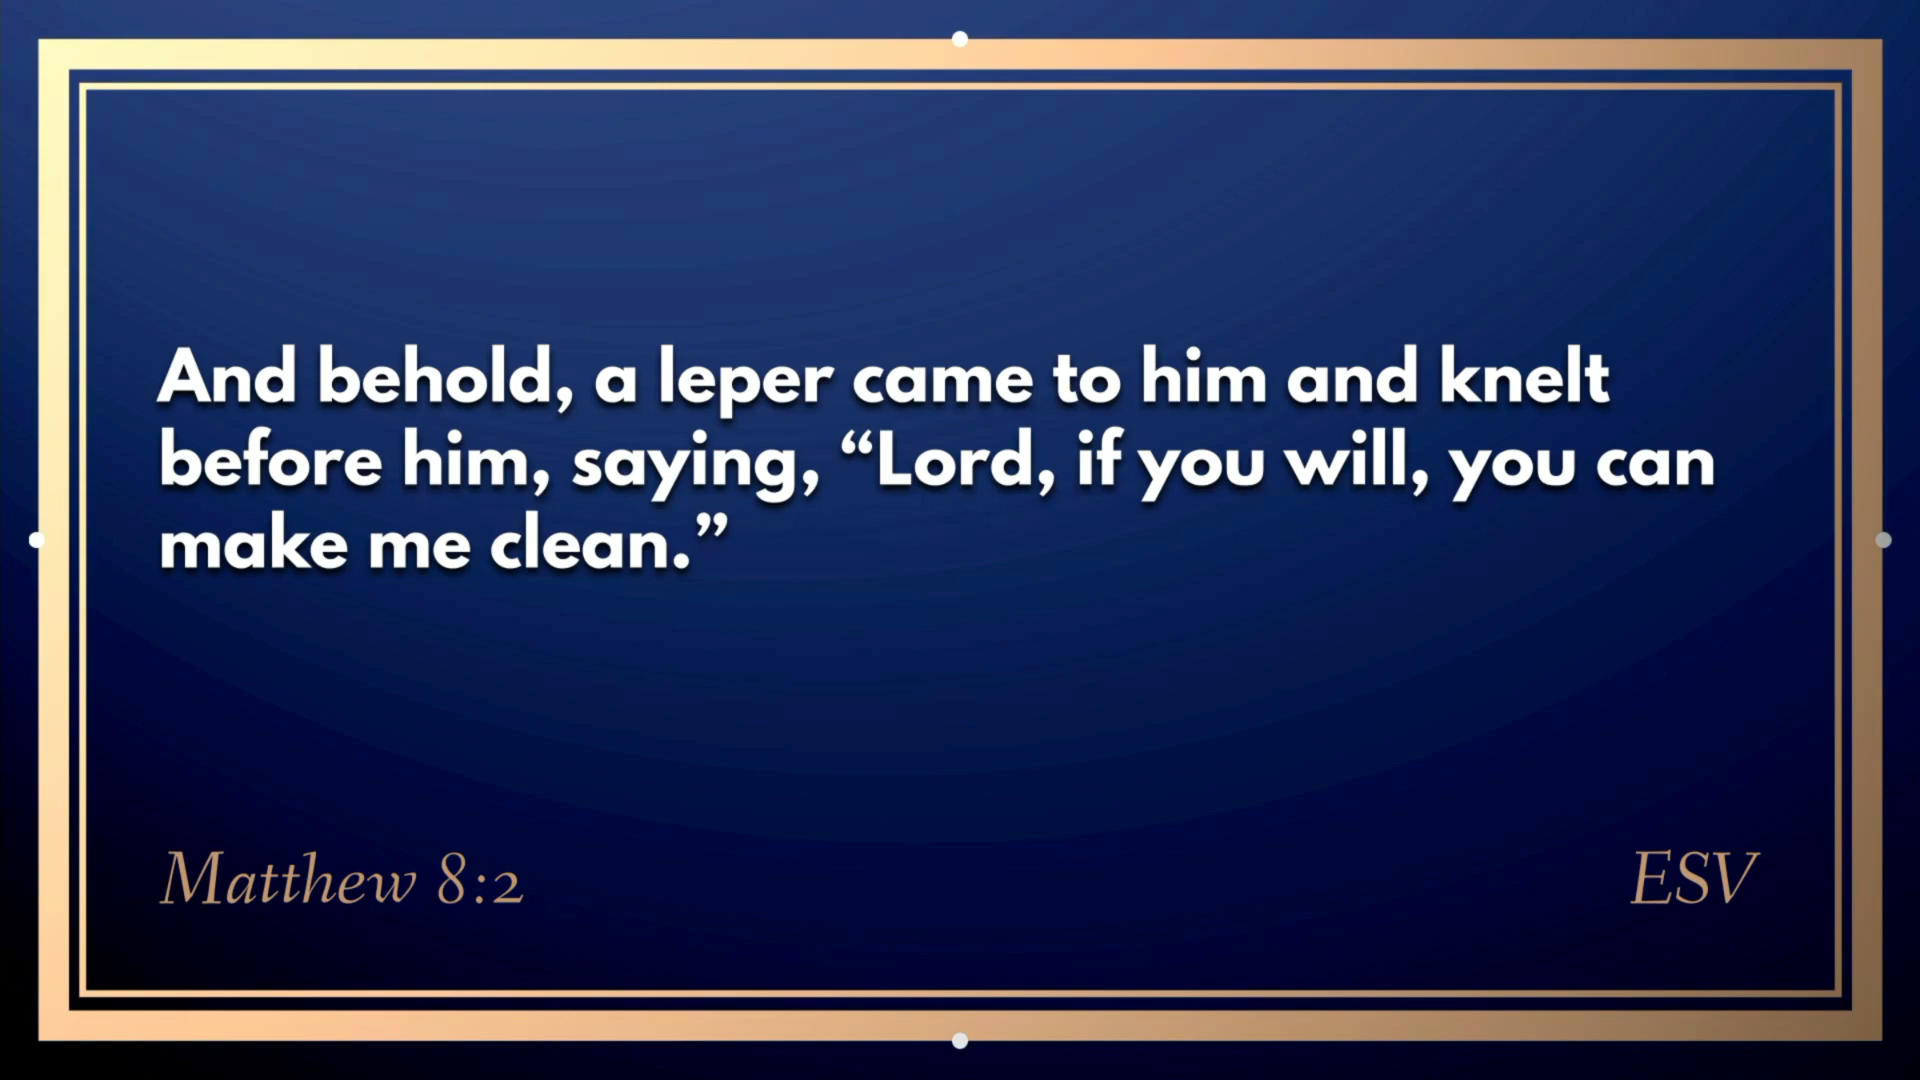 And behold, a leper came to him and knelt
before him, saying, “Lord, if you will, you can
make me clean.”
Matthew 8:2
ESV